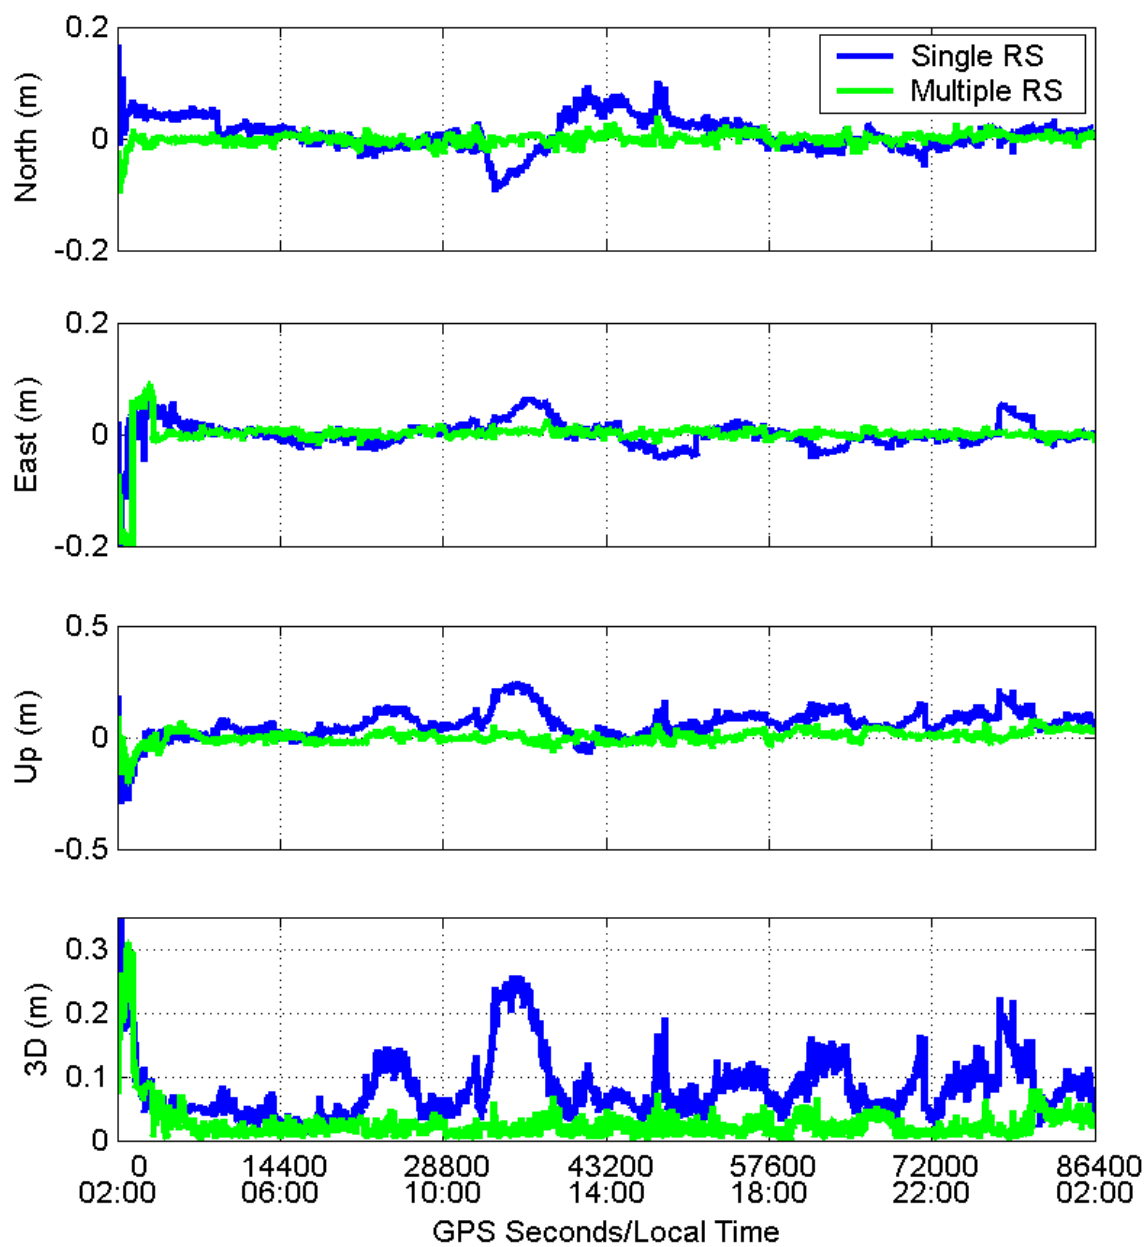 0.2
Single RS
Multiple RS
North (m)
0
-0.2
0.2
East (m)
0
-0.2
0.5
Up (m)
0
-0.5
0.3
0.2
3D (m)
0.1
0
0 14400 28800 43200 57600 72000 86400
02:00 06:00 10:00 14:00 18:00 22:00 02:00
GPS Seconds/Local Time